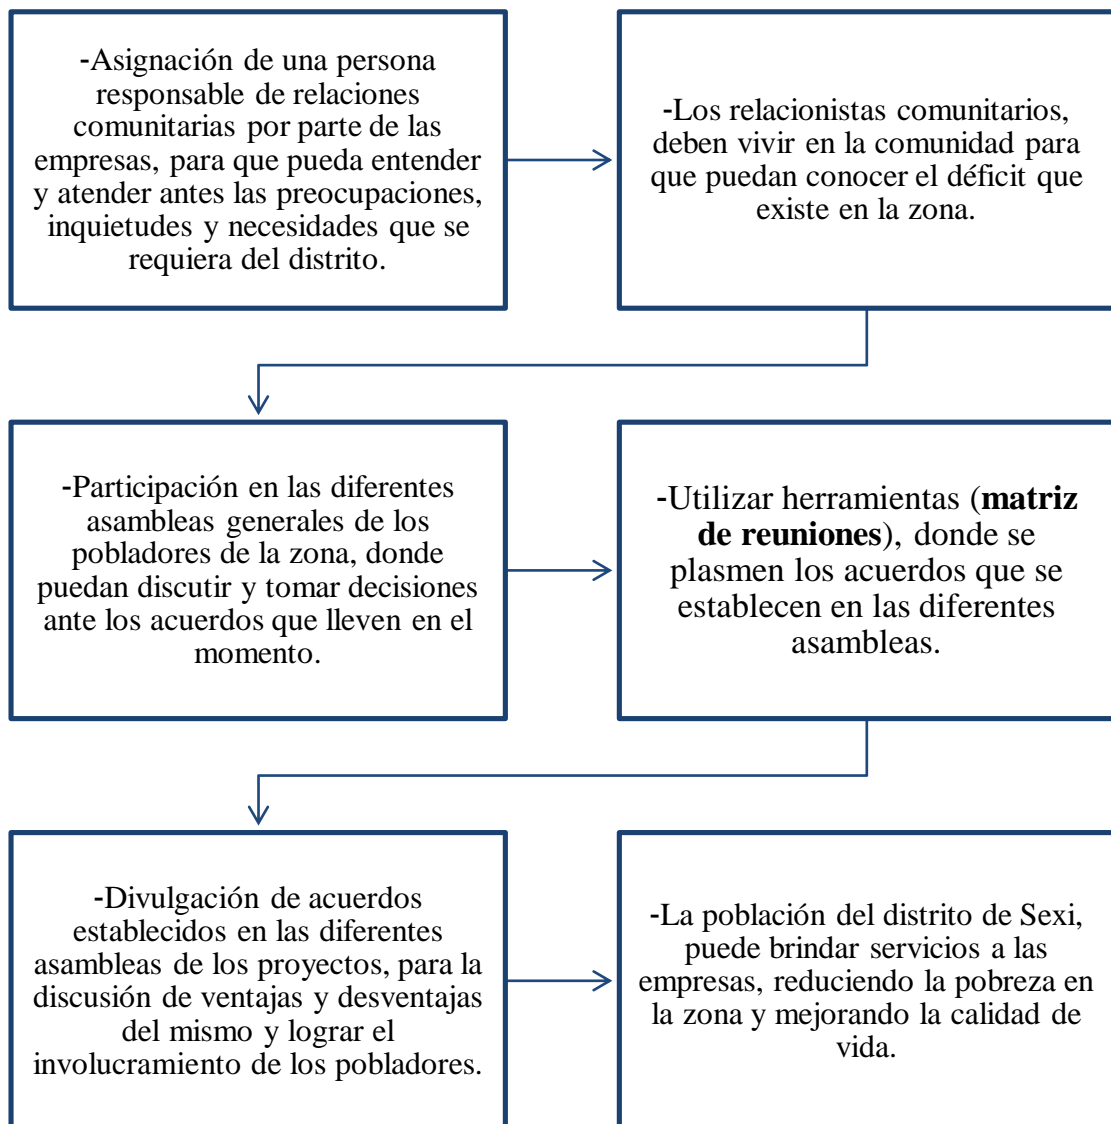 -Asignación de una persona
responsable de relaciones
comunitarias por parte de las
empresas, para que pueda entender
y atender antes las preocupaciones,
inquietudes y necesidades que se
requiera del distrito.
-Los relacionistas comunitarios,
deben vivir en la comunidad para
que puedan conocer el déficit que
existe en la zona.
-Participación en las diferentes
asambleas generales de los
pobladores de la zona, donde
puedan discutir y tomar decisiones
ante los acuerdos que lleven en el
momento.
-Utilizar herramientas (matriz
de reuniones), donde se
plasmen los acuerdos que se
establecen en las diferentes
asambleas.
-Divulgación de acuerdos
establecidos en las diferentes
asambleas de los proyectos, para la
discusión de ventajas y desventajas
del mismo y lograr el
involucramiento de los pobladores.
-La población del distrito de Sexi,
puede brindar servicios a las
empresas, reduciendo la pobreza en
la zona y mejorando la calidad de
vida.